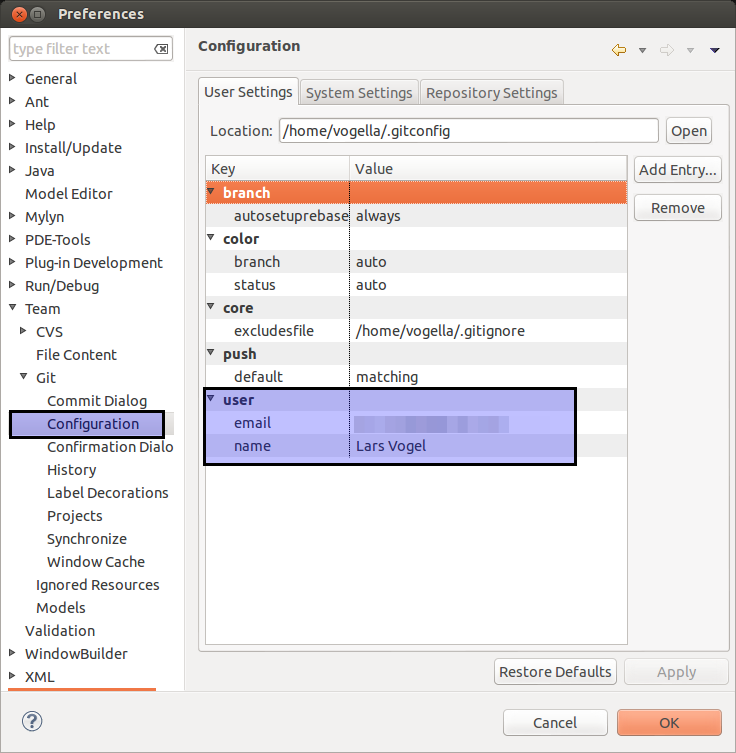 Preferences
type filter text
General
Ant
Help
Install/Update
Java
Model Editor
Mylyn
PDE-Tools
Plug-in Development
Run/Debug
Team
CVS
File Content
Git
Commit Dialog
Configuration
Confirmation Dialo
History
Label Decorations
Projects
Synchronize
Window Cache
Ignored Resources
Models
Validation
WindowBuilder
XML
Configuration
User Settings System Settings Repository Settings
Location: /home/vogella/.gitconfig Open
Key Value Add Entry...
branch
autosetuprebase always Remove
color
branch auto
status auto
core
excludesfile /home/vogella/.gitignore
push
default matching
user
email
name Lars Vogel
Restore Defaults Apply
? Cancel OK